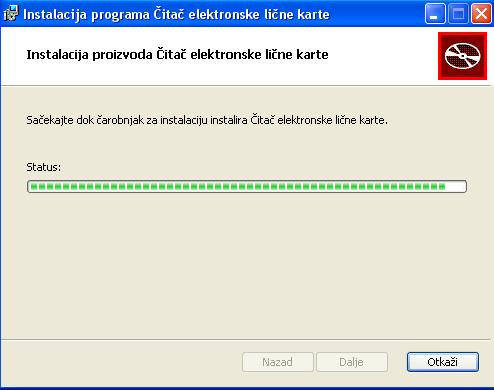 Instalacija programa Čitač elektronske lične karte
Instalacija proizvoda Čitač elektronske lične karte
Sačekajte dok čarobnjak za instalaciju instalira Čitač elektronske lične karte.
Status:
Nazad Dalje Otkaži